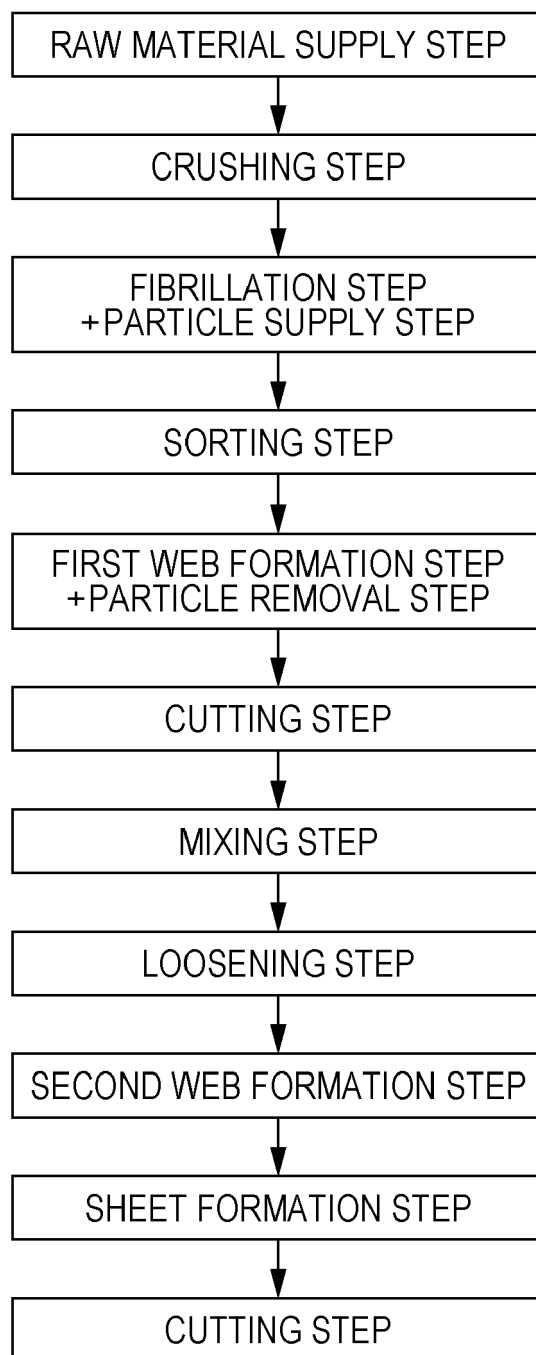 RAW MATERIAL SUPPLY STEP
CRUSHING STEP
FIBRILLATION STEP
+PARTICLE SUPPLY STEP
SORTING STEP
FIRST WEB FORMATION STEP
+PARTICLE REMOVAL STEP
CUTTING STEP
MIXING STEP
LOOSENING STEP
SECOND WEB FORMATION STEP
SHEET FORMATION STEP
CUTTING STEP